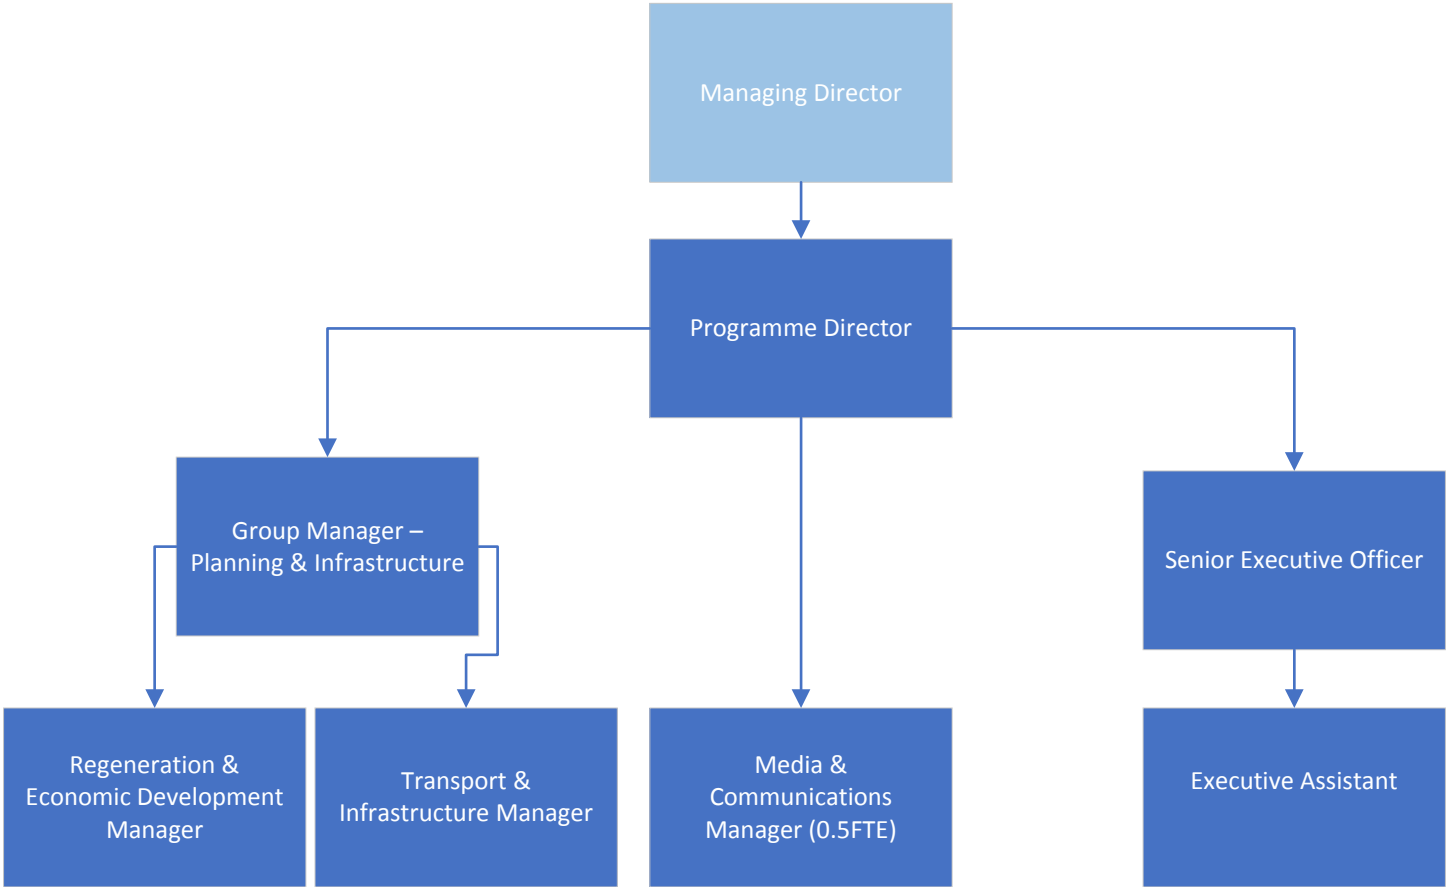 Managing Director
Programme Director
Group Manager –
Planning & Infrastructure
Senior Executive Officer
Regeneration &
Economic Development
Manager
Transport &
Infrastructure Manager
Media &
Communications
Manager (0.5FTE)
Executive Assistant